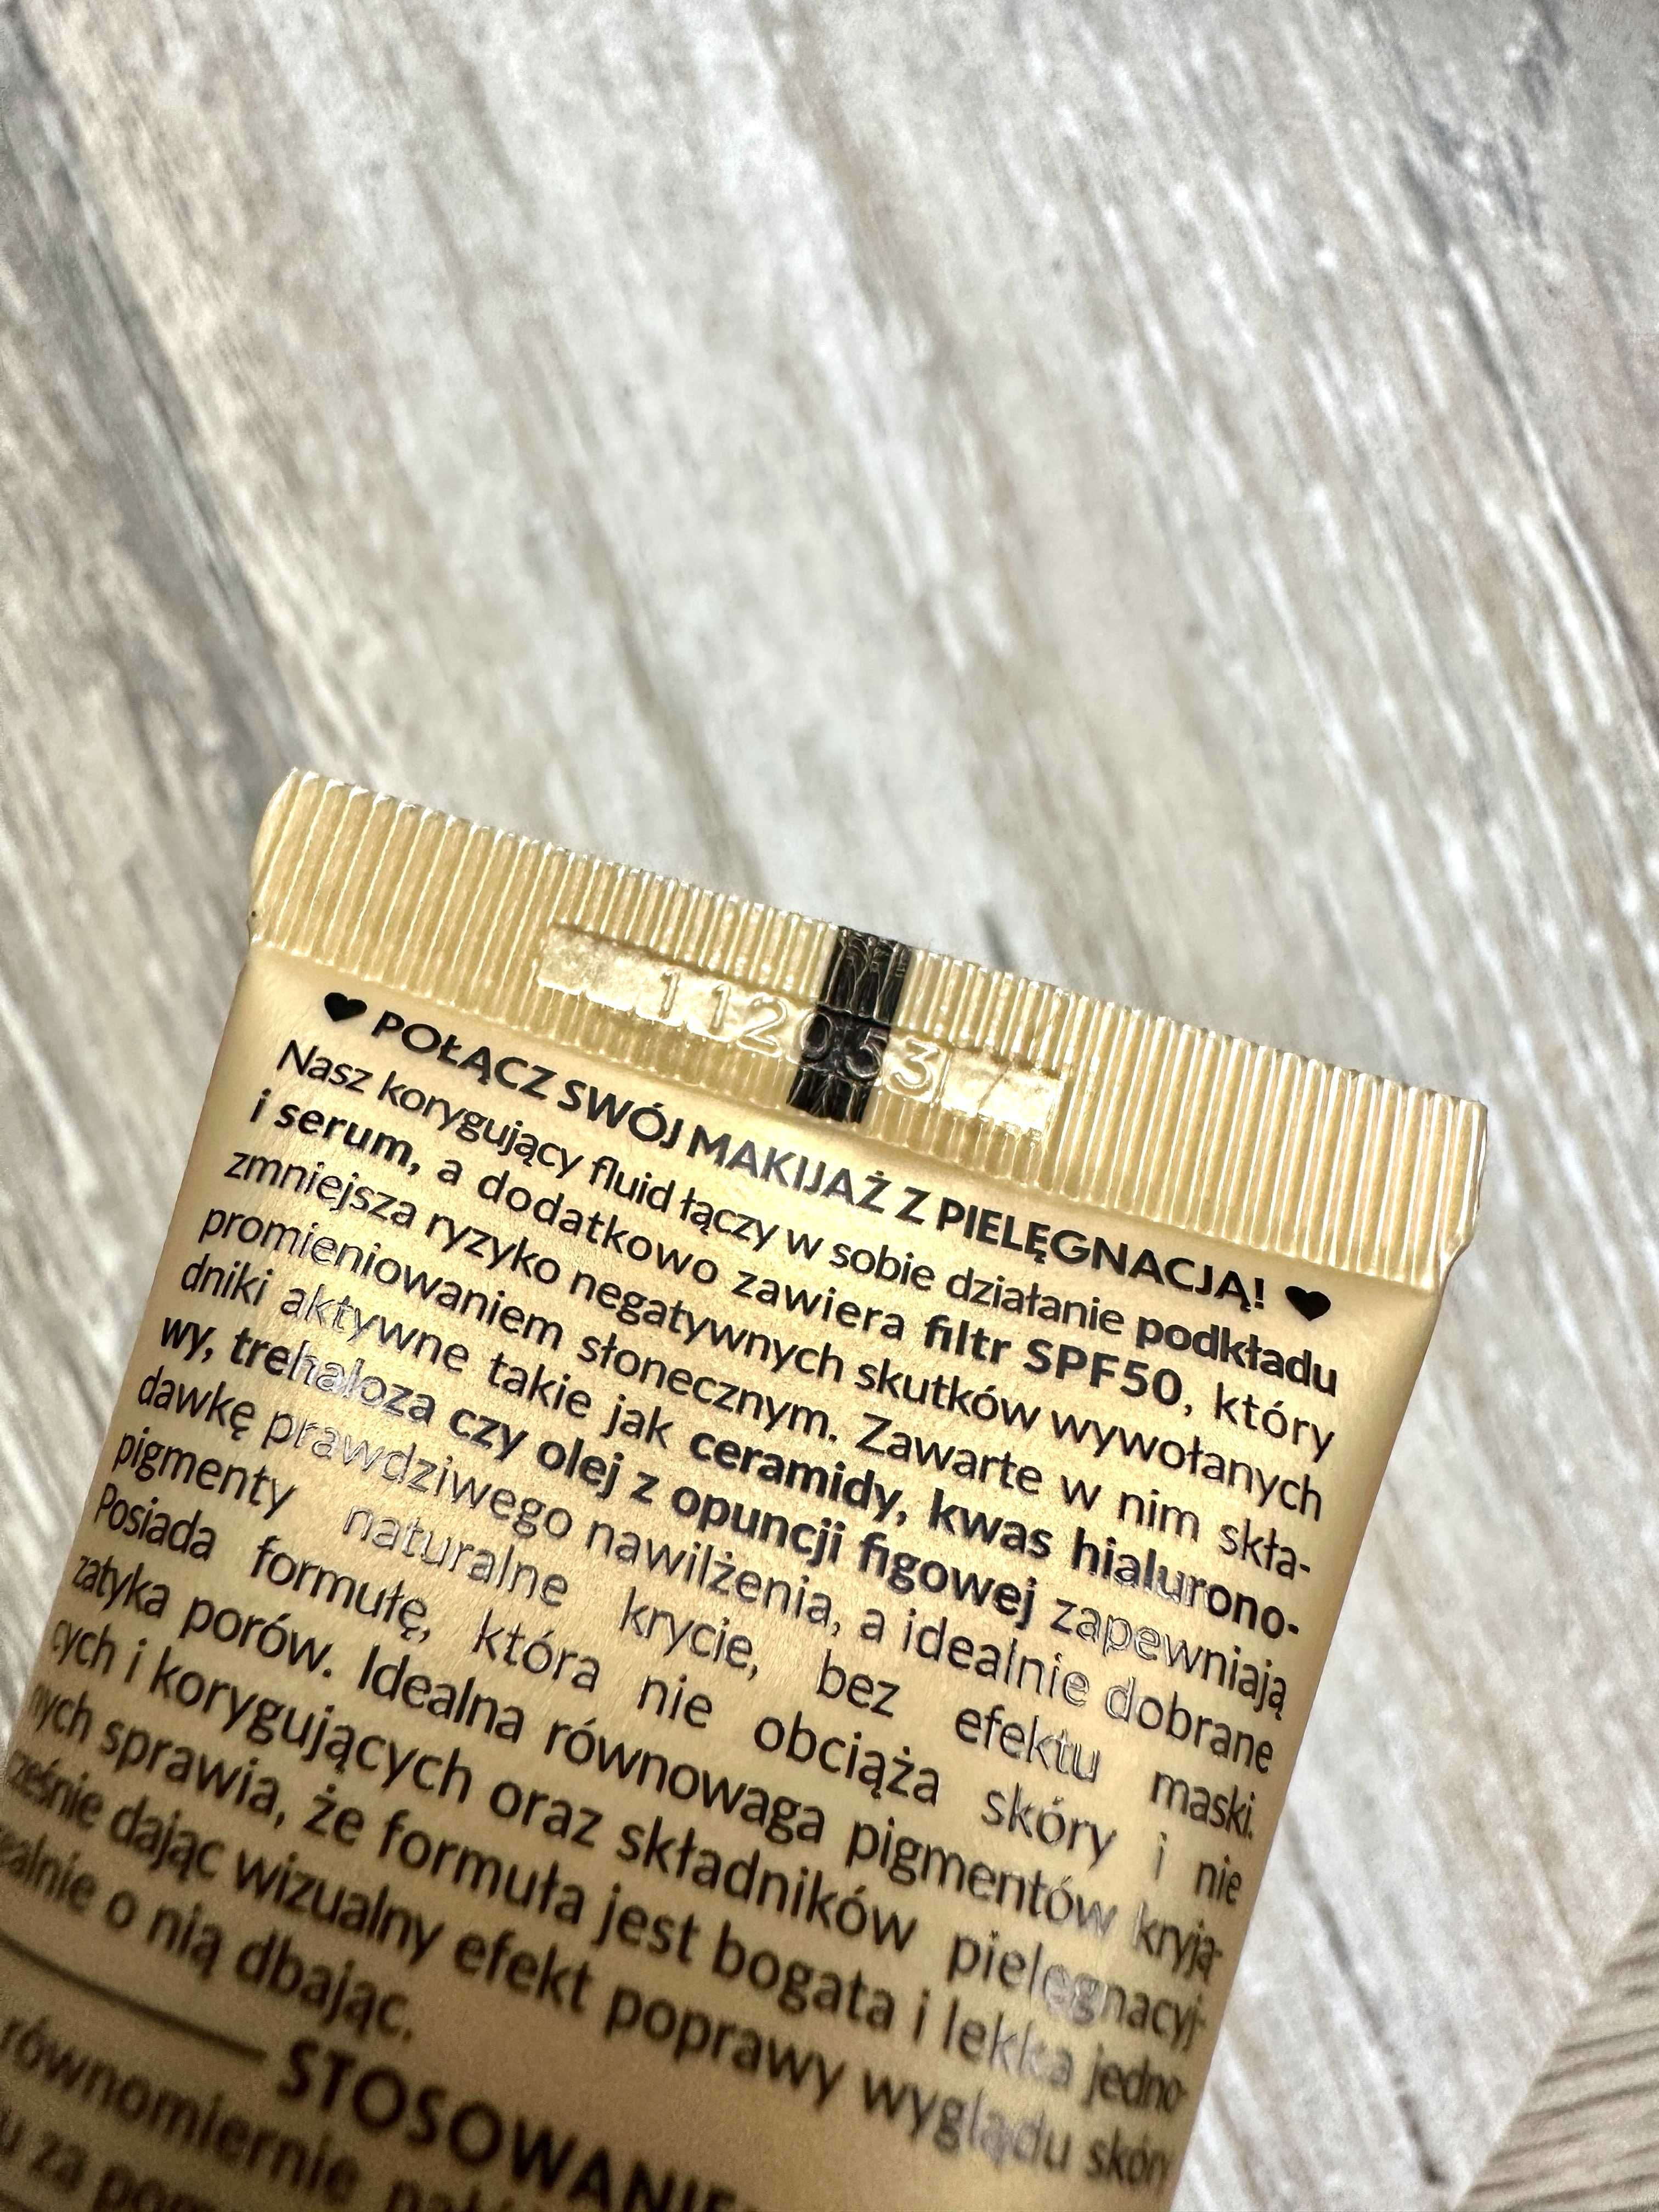 112053
♥ POŁĄCZ SWÓJ MAKIJAŻ Z PIELĘGNACJĄ! ♥
Nasz korygujący fluid łączy w sobie działanie podkładu
i serum, a dodatkowo zawiera filtr SPF50, który
zmniejsza ryzyko negatywnych skutków wywołanych
promieniowaniem słonecznym. Zawarte w nim skła-
dniki aktywne takie jak ceramidy, kwas hialurono-
wy, trehaloza czy olej z opuncji figowej zapewniają
dawkę prawdziwego nawilżenia, a idealnie dobrane
pigmenty naturalne krycie, bez efektu maski.
Posiada formułę, która nie obciąża skóry i nie
zatyka porów. Idealna równowaga pigmentów kryją-
cych i korygujących oraz składników pielęgnacyj-
nych sprawia, że formuła jest bogata i lekka jedno-
ześnie dając wizualny efekt poprawy wyglądu skóry
ealnie o nią dbając.
STOSOWANIE:
równomiernie
u za pom